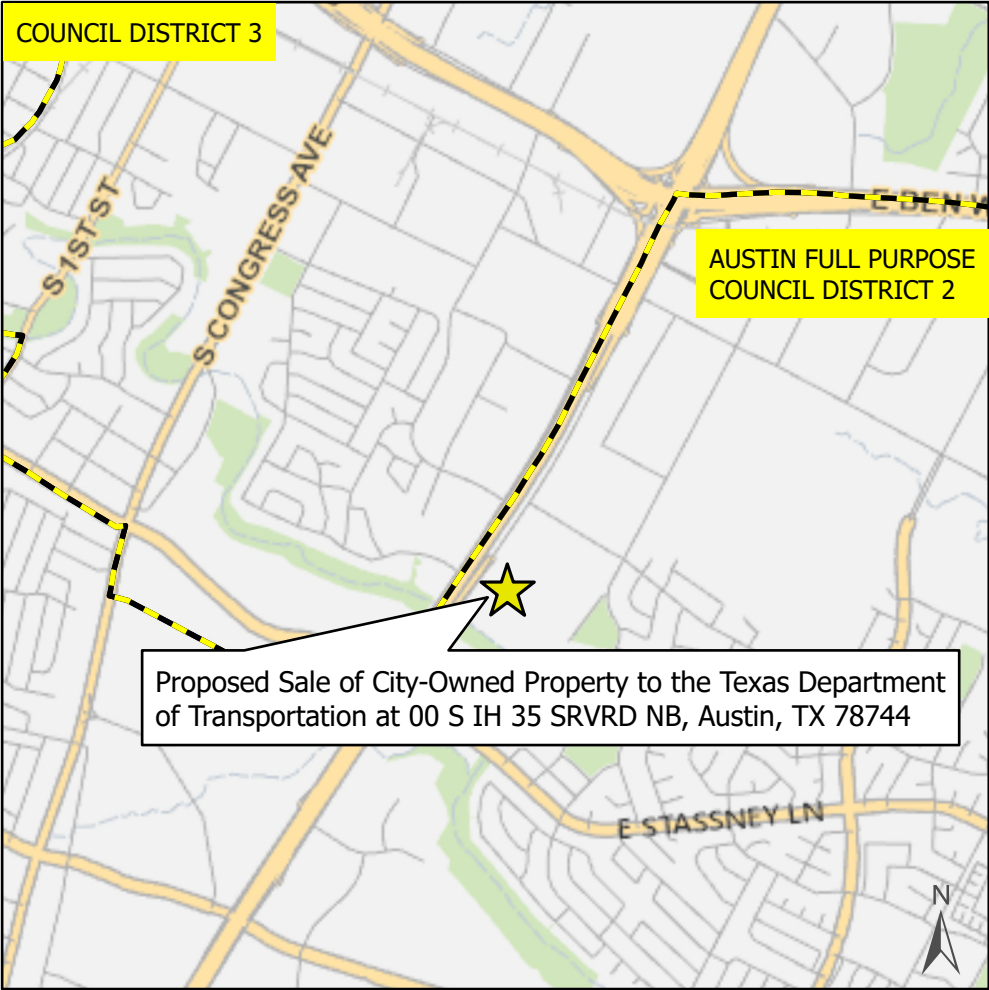 COUNCIL DISTRICT 3
S 1ST ST
S CONGRESS AVE
E BEN W
AUSTIN FULL PURPOSE
COUNCIL DISTRICT 2
Proposed Sale of City-Owned Property to the Texas Department
of Transportation at 00 S IH 35 SRVRD NB, Austin, TX 78744
E STASSNEY LN
N